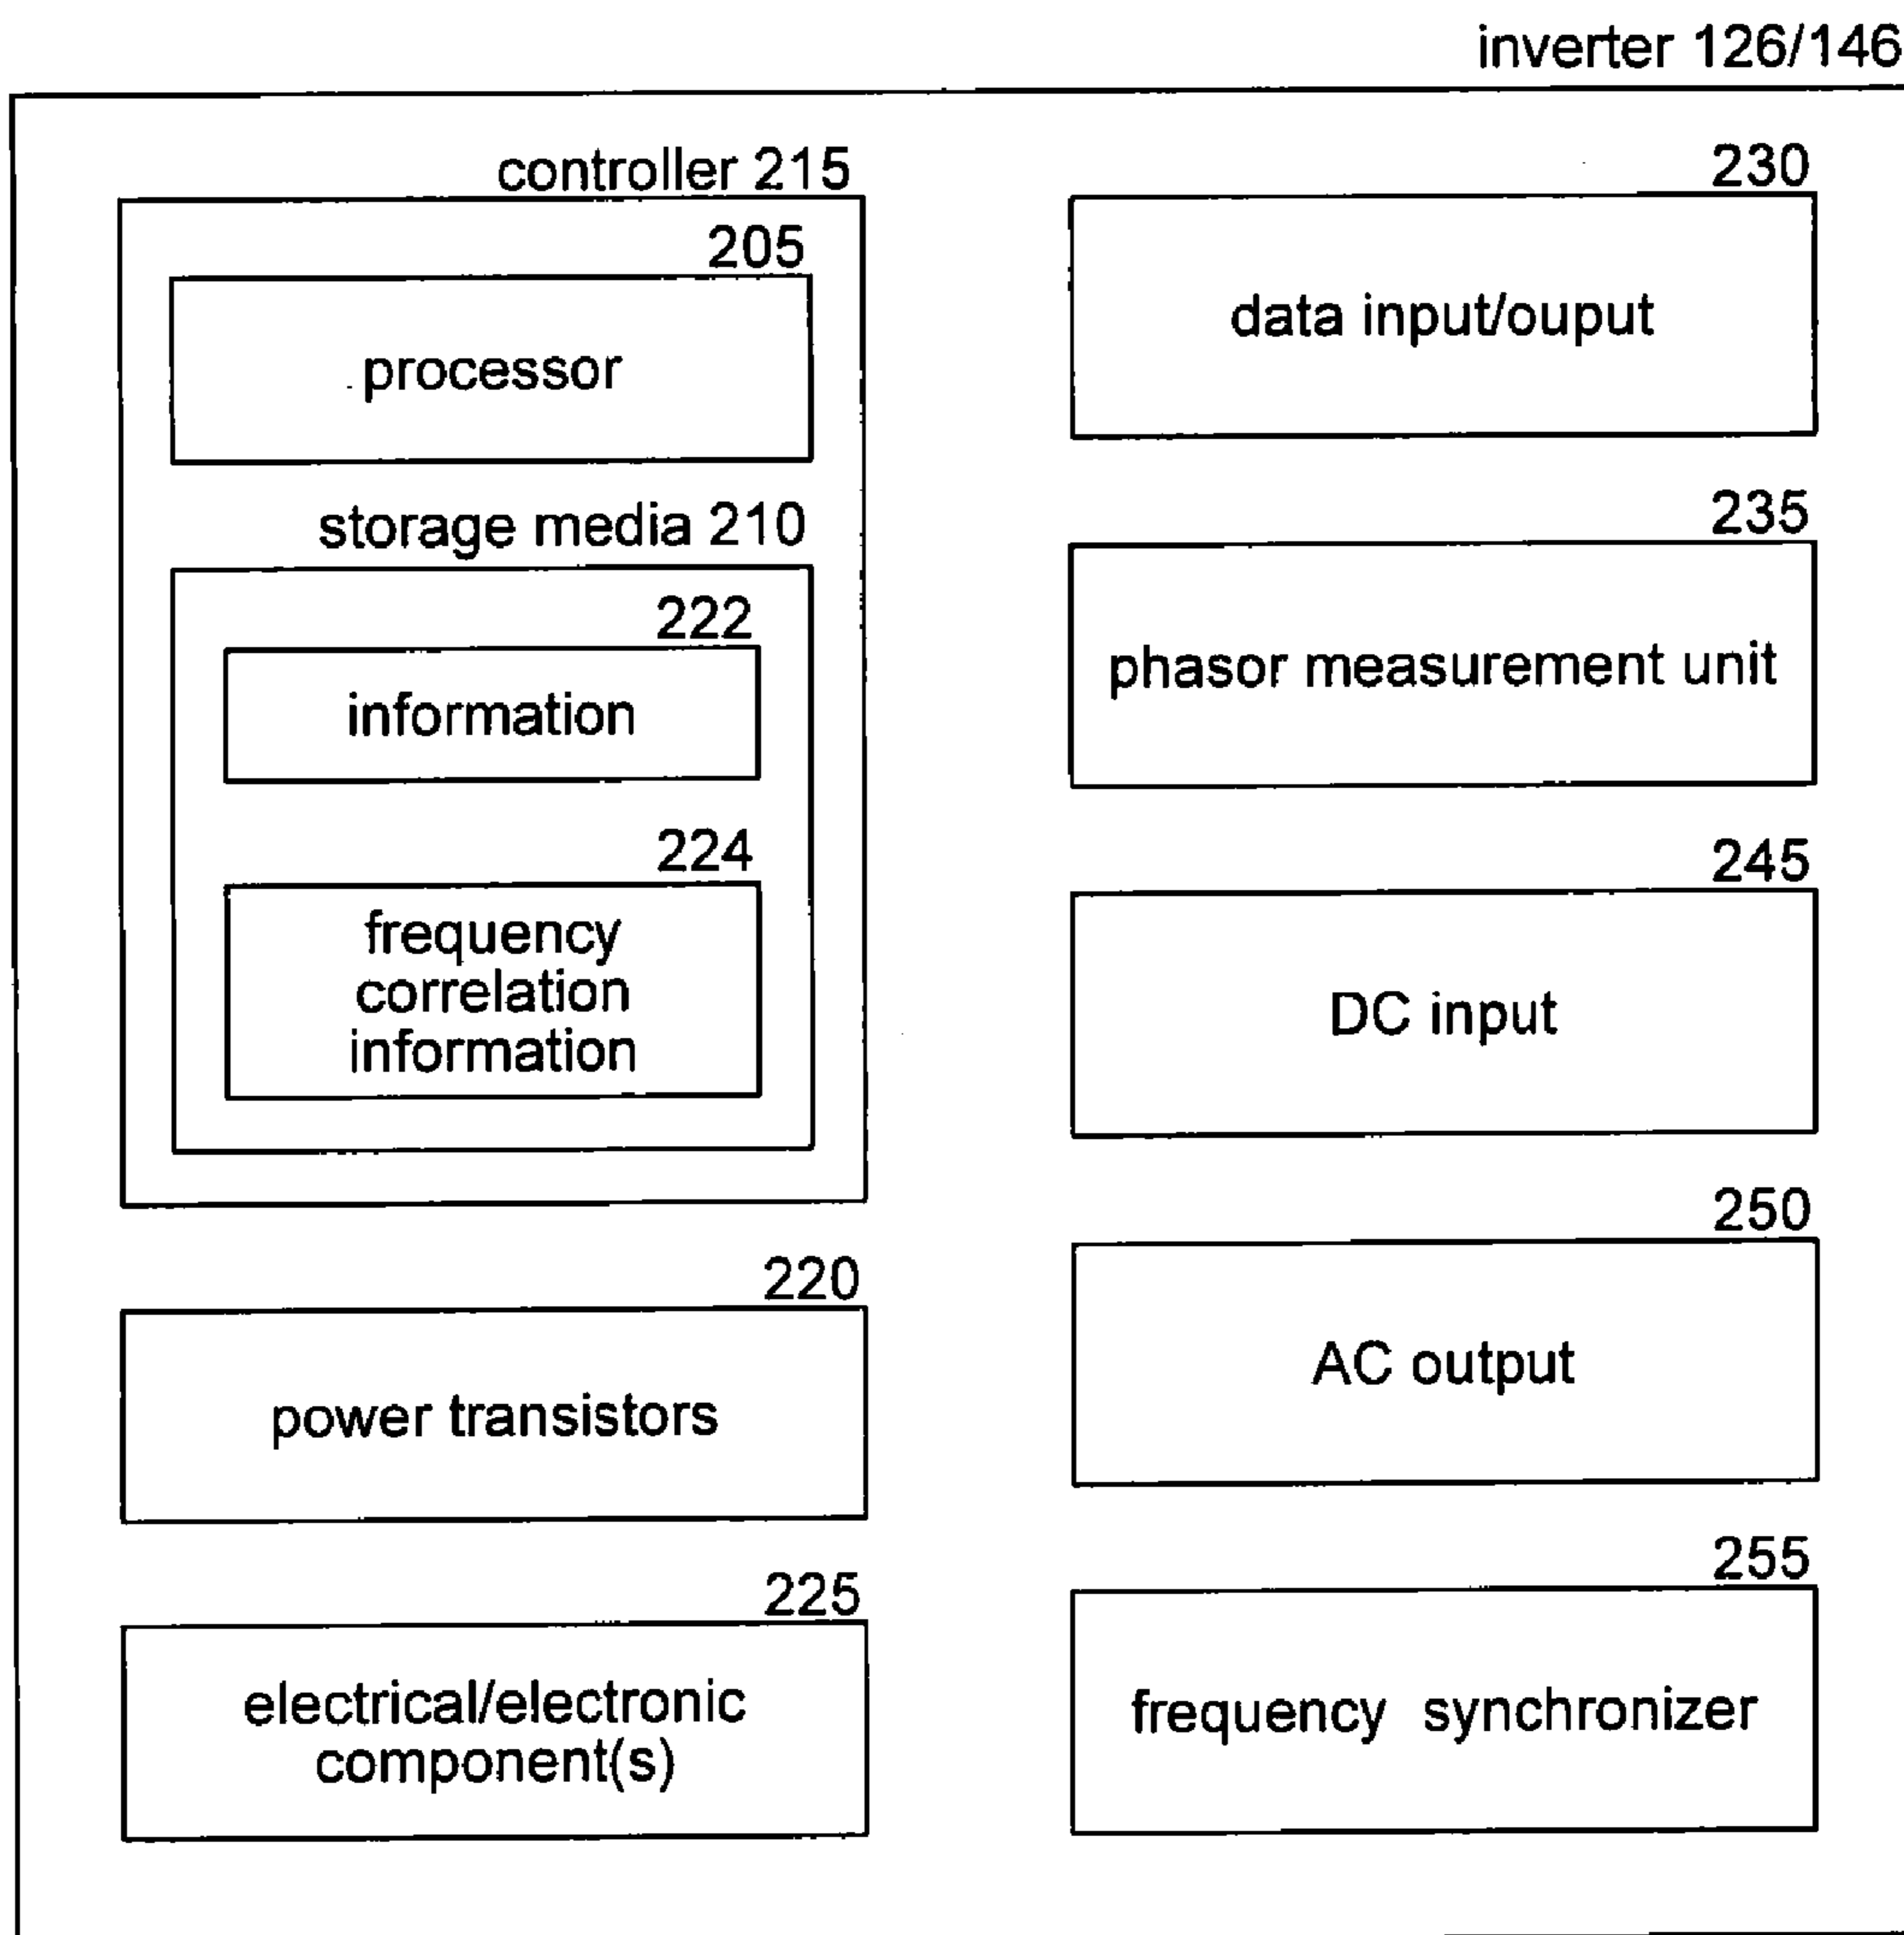 inverter 126/146
controller 215
205
processor
storage media 210
222
information
224
frequency
correlation
information
220
power transistors
225
electrical/electronic
component(s)
230
data input/ouput
235
phasor measurement unit
245
DC input
250
AC output
255
frequency synchronizer